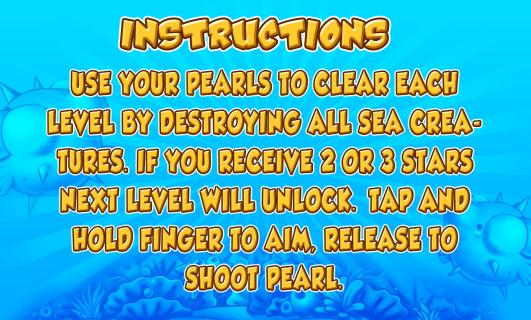 INSTRUCTIONS
USE YOUR PEARLS TO CLEAR EACH
LEVEL BY DESTROYING ALL SEA CREA-
TURES. IF YOU RECEIVE 2 OR 3 STARS
NEXT LEVEL WILL UNLOCK. TAP AND
HOLD FINGER TO AIM, RELEASE TO
SHOOT PEARL.